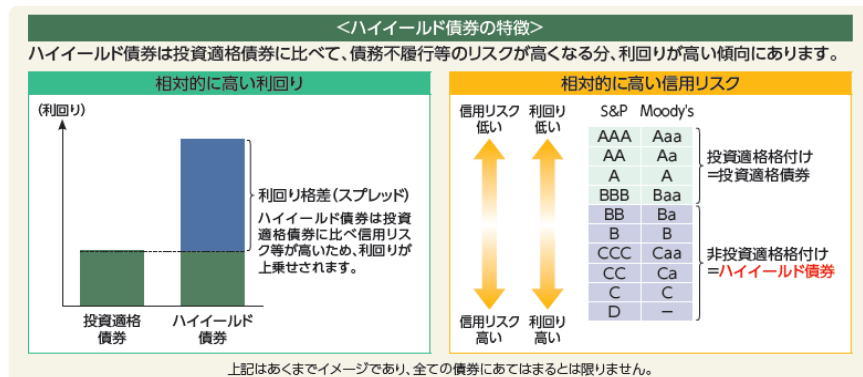 <ハイイールド債券の特徴>
ハイイールド債券は投資適格債券に比べて、債務不履行等のリスクが高くなる分、利回りが高い傾向にあります。
相対的に高い利回り
(利回り)
利回り格差(スプレッド)
ハイイールド債券は投資
適格債券に比べ信用リス
ク等が高いため、利回りが
上乗せされます。
投資適格
債券
ハイイールド
債券
相対的に高い信用リスク
信用リスク 利回り S&P Moody's
低い 低い
AAA Aaa
AA Aa
A A
BBB Baa
投資適格格付け
=投資適格債券
BB Ba
B B
CCC Caa
CC Ca
C C
D −
非投資適格格付け
=ハイイールド債券
信用リスク 利回り
高い 高い
上記はあくまでイメージであり、全ての債券にあてはまるとは限りません。